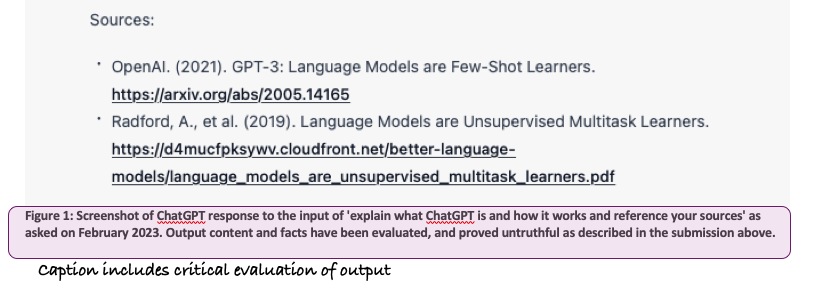 Sources:
• OpenAI. (2021). GPT-3: Language Models are Few-Shot Learners.
https://arxiv.org/abs/2005.14165
• Radford, A., et al. (2019). Language Models are Unsupervised Multitask Learners.
https://d4mucfpksywv.cloudfront.net/better-language-
models/language_models_are_unsupervised_multitask_learners.pdf
Figure 1: Screenshot of ChatGPT response to the input of 'explain what ChatGPT is and how it works and reference your sources' as
asked on February 2023. Output content and facts have been evaluated, and proved untruthful as described in the submission above.
Caption includes critical evaluation of output